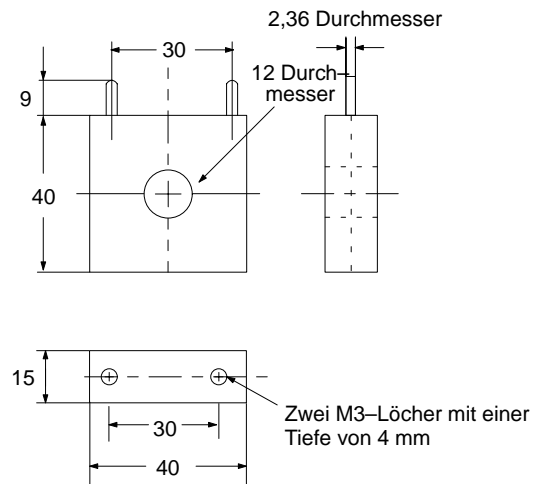 2,36 Durchmesser
30
12 Durch–
messer
9
40
15
Zwei M3–Löcher mit einer
Tiefe von 4 mm
30
40